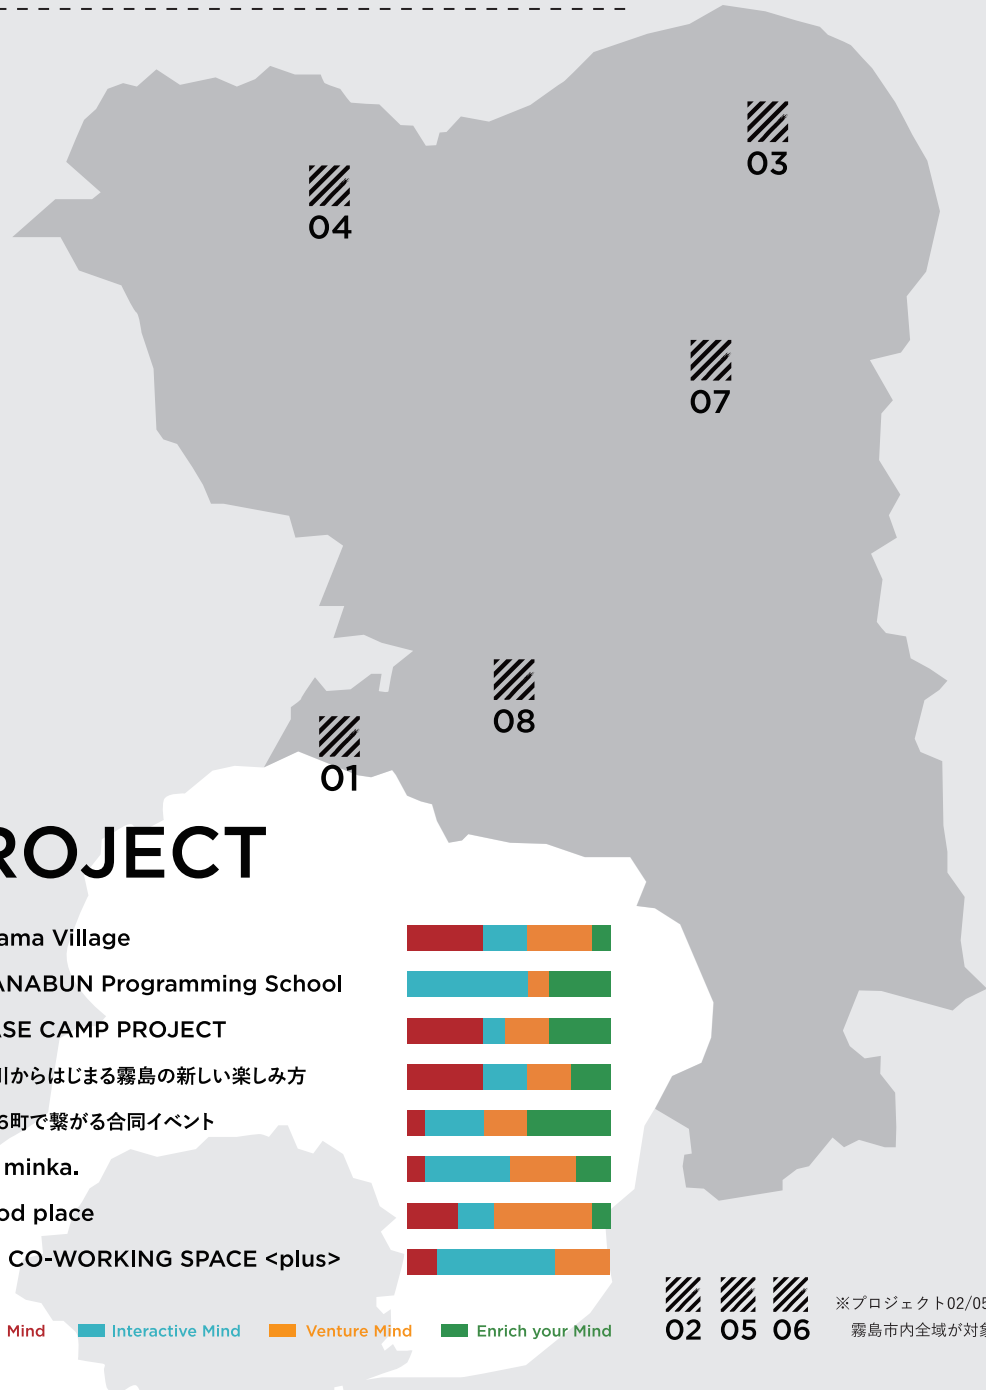 03
04
07
08
01
ROJECT
ama Village
ANABUN Programming School
ASE CAMP PROJECT
川からはじまる霧島の新しい楽しみ方
6町で繋がる合同イベント
minka.
od place
CO-WORKING SPACE <plus>
Mind Interactive Mind Venture Mind Enrich your Mind
02 05 06
※プロジェクト02/05
霧島市内全域が対象